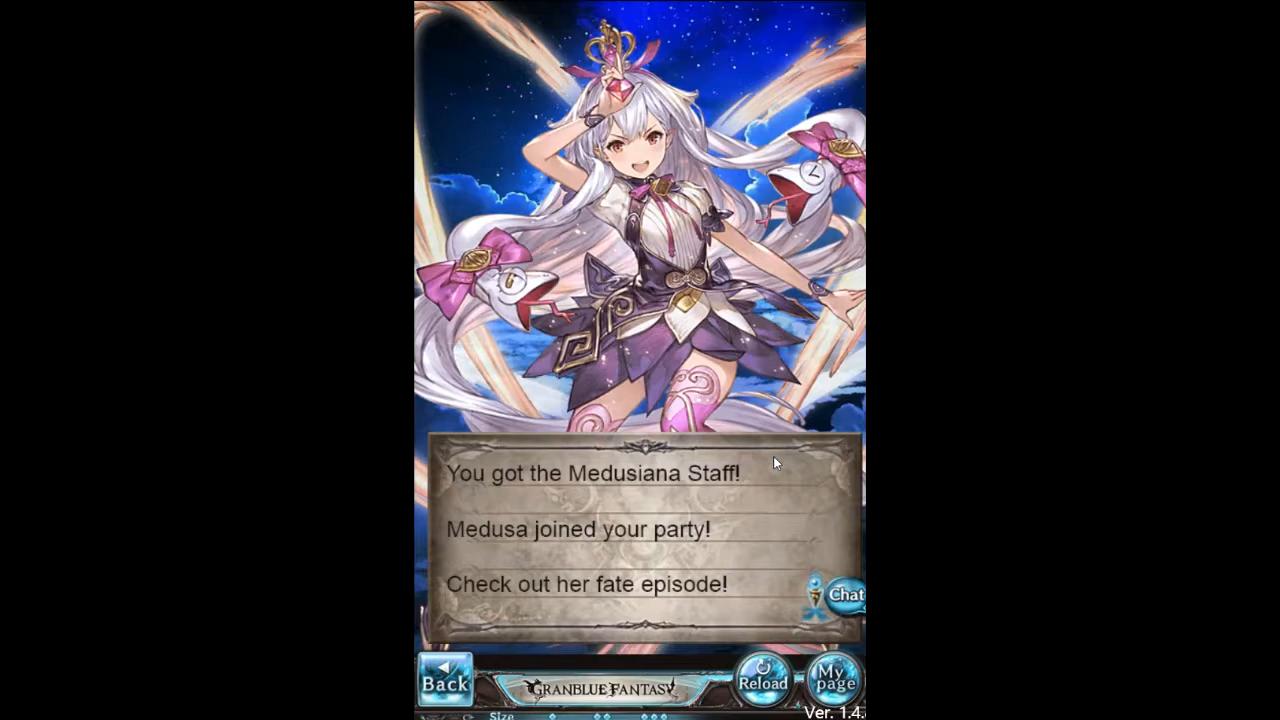 You got the Medusiana Staff!
Medusa joined your party!
Check out her fate episode!
Chat
Back
GRANBLUE FANTASY
Reload
My page
Size
Ver. 1.4.